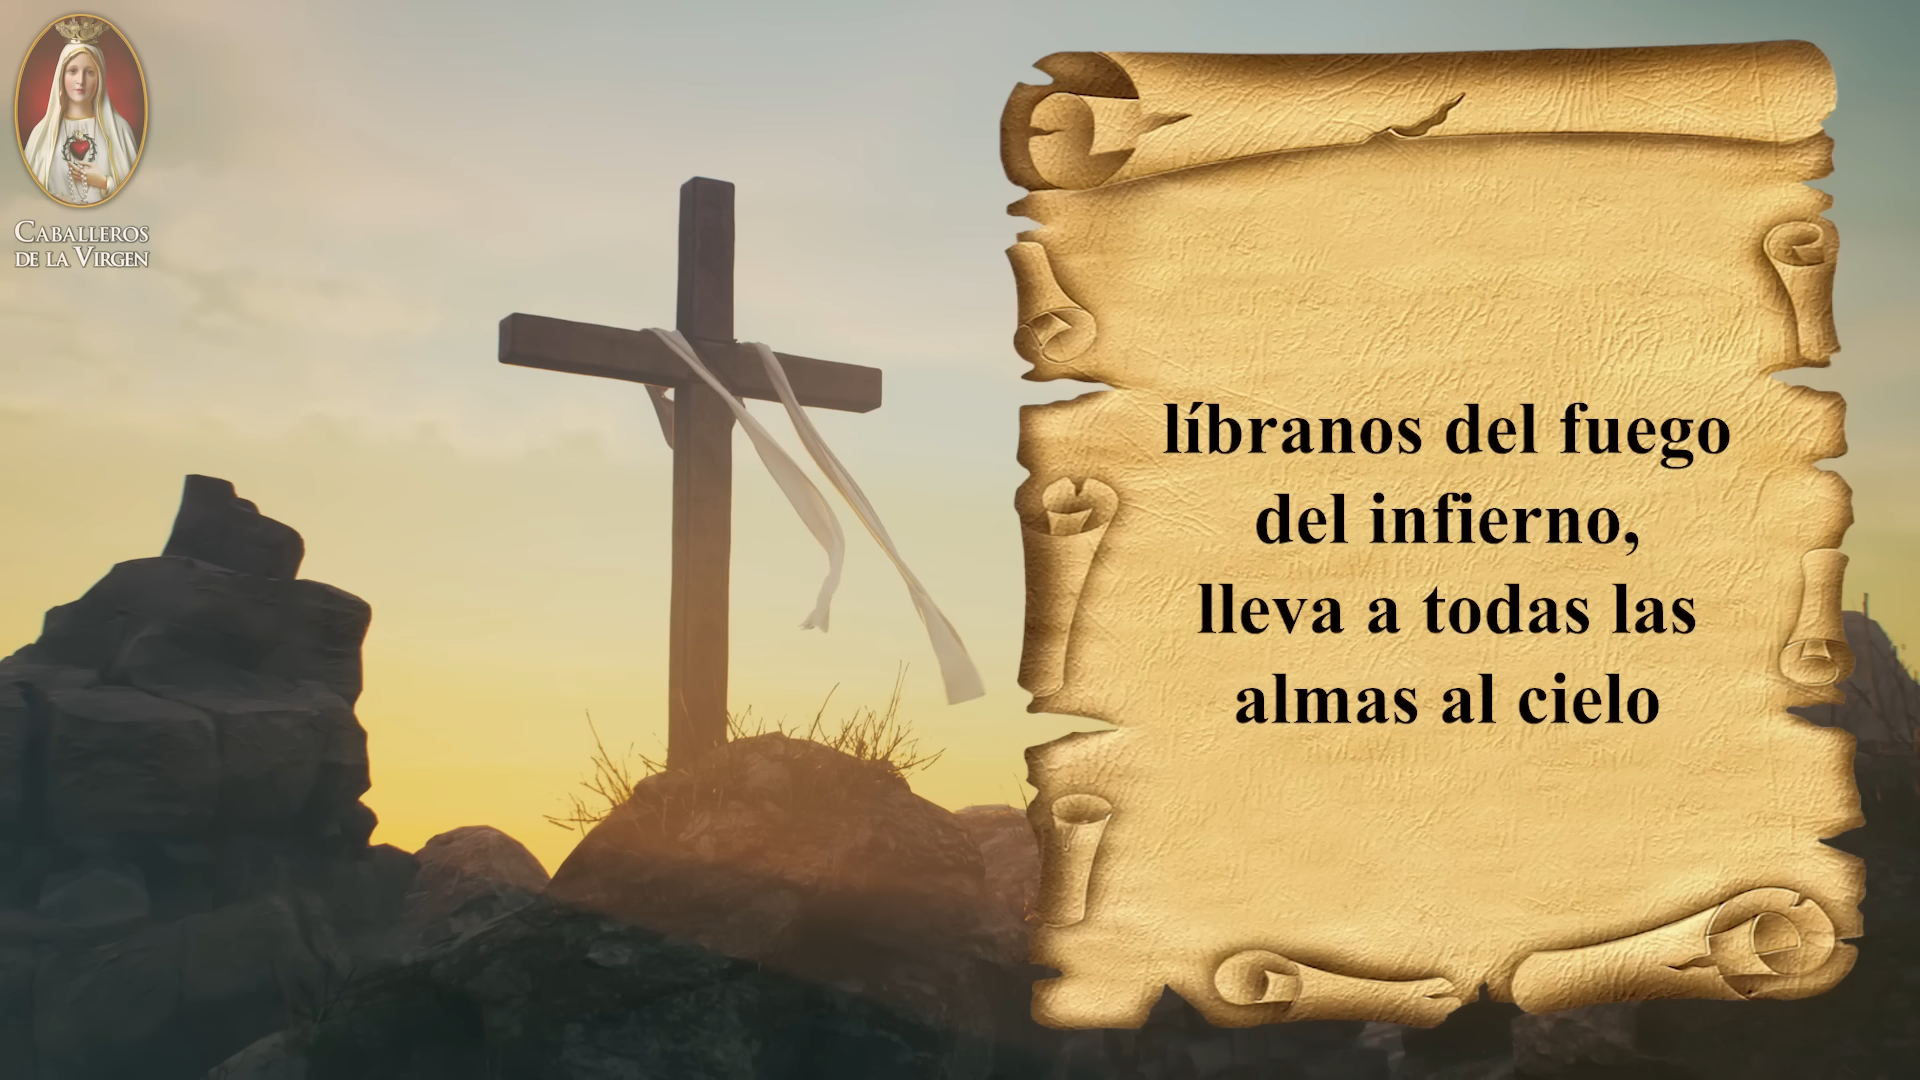 CABALLEROS
DE LA VIRGEN
líbranos del fuego
del infierno,
lleva a todas las
almas al cielo